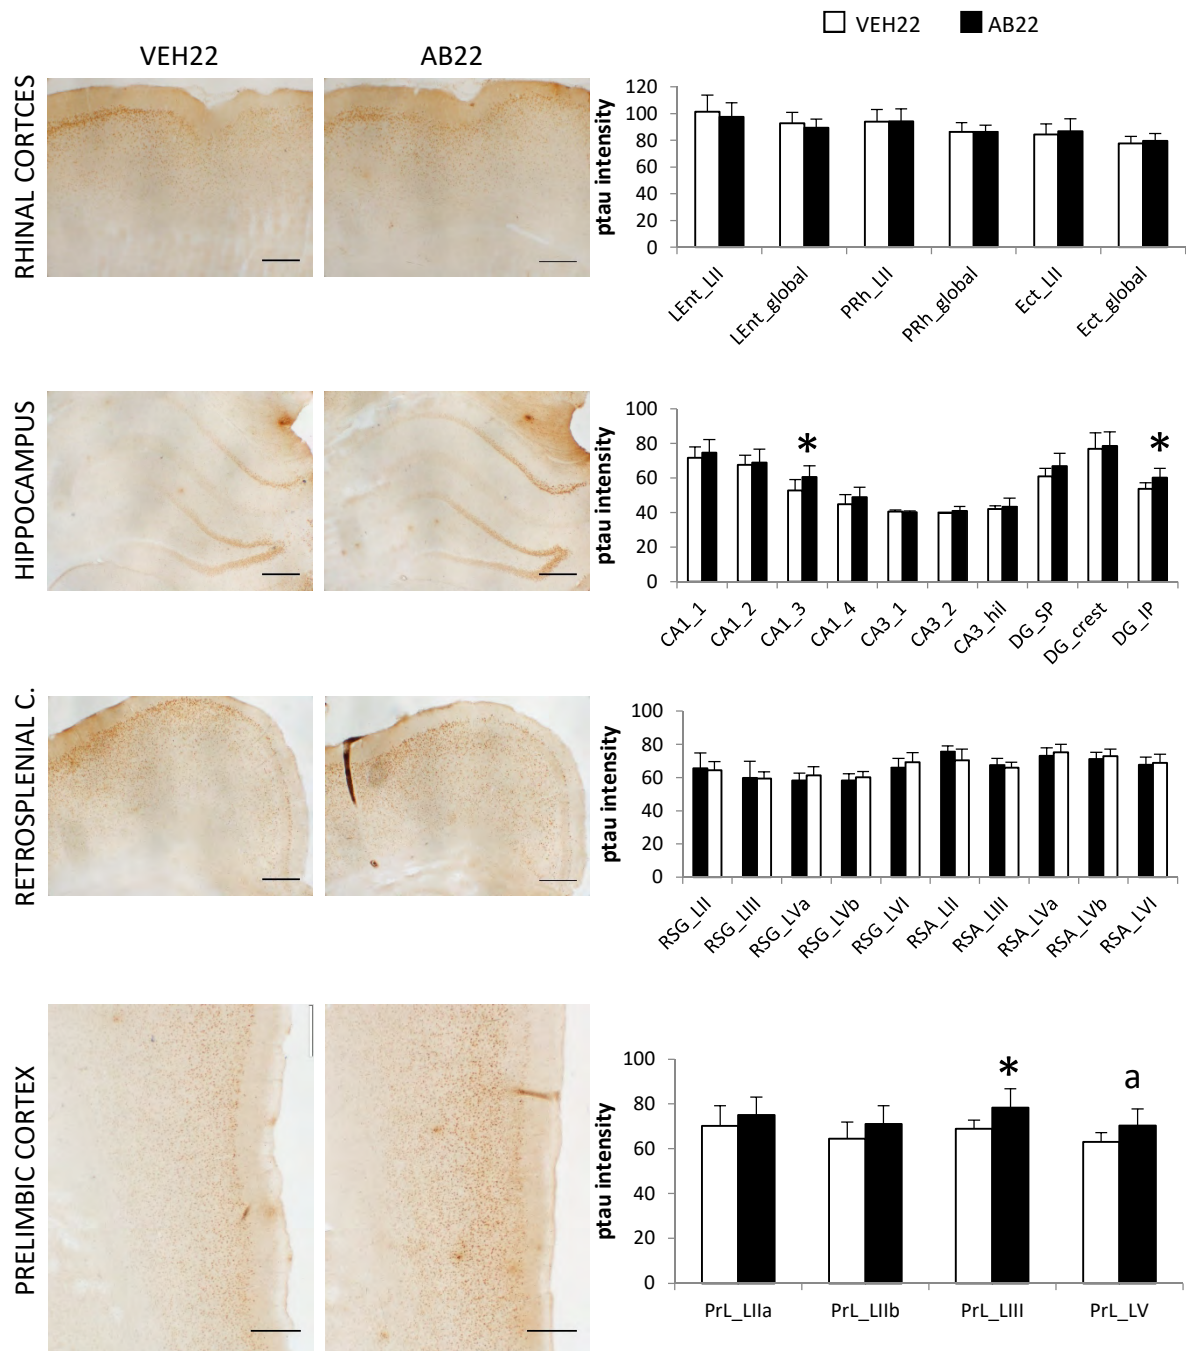 VEH22 AB22
VEH22 AB22
RHINAL CORTCES
ptau intensity
120
100
80
60
40
20
0
LEnt_LII LEnt_global PRh_LII PRh_global Ect_LII Ect_global
HIPPOCAMPUS
ptau intensity
100
80
60
40
20
0
* *
CA1_1 CA1_2 CA1_3 CA1_4 CA3_1 CA3_2 CA3_hil DG_SP DG_crest DG_IP
RETROSPLENIAL C.
ptau intensity
100
80
60
40
20
0
RSG_LII RSG_LIII RSG_LVa RSG_LVb RSG_LVI RSA_LII RSA_LIII RSA_LVa RSA_LVb RSA_LVI
PRELIMBIC CORTEX
ptau intensity
100
80
60
40
20
0
* a
PrL_LIIa PrL_LIIb PrL_LIII PrL_LV